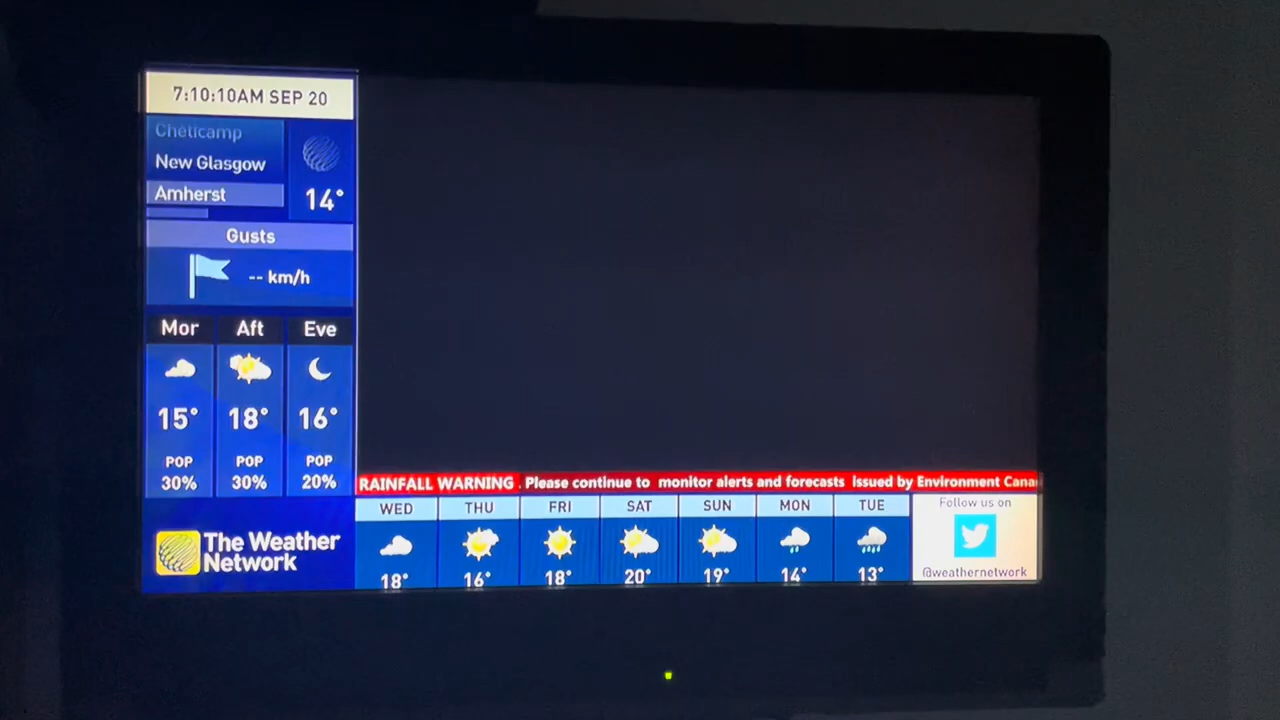 7:10:10AM SEP 20
Chéticamp
New Glasgow
Amherst
14°
Gusts
-- km/h
Mor Aft Eve
15° 18° 16°
POP POP POP
30% 30% 20%
RAINFALL WARNING . Please continue to monitor alerts and forecasts issued by Environment Cana
WED THU FRI SAT SUN MON TUE
18° 16° 18° 20° 19° 14° 13°
The Weather
Network
Follow us on
@weathernetwork